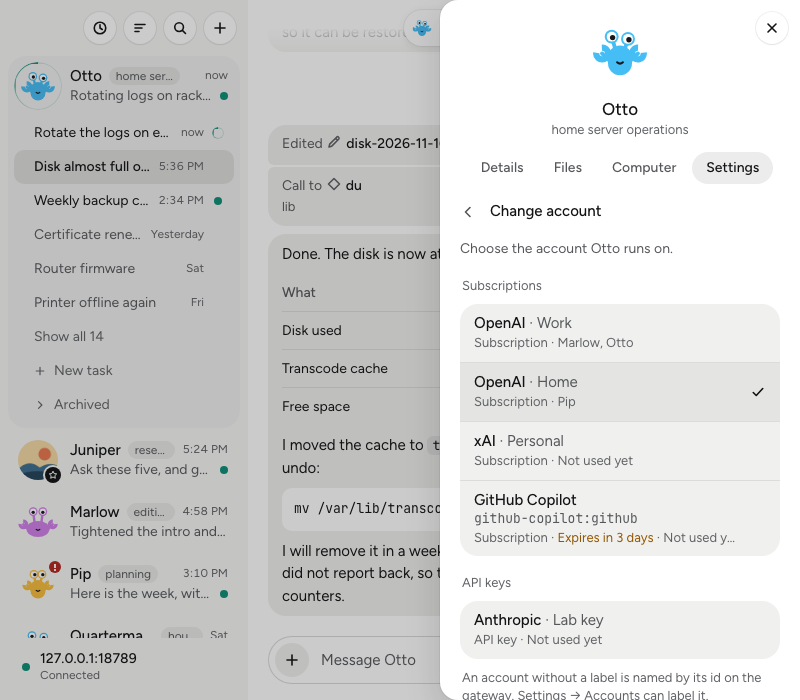 Otto home ser... now
Rotating logs on rack...
Rotate the logs on e... now
Disk almost full o... 5:36 PM
Weekly backup c... 2:34 PM
Certificate rene... Yesterday
Router firmware Sat
Printer offline again Fri
Show all 14
New task
Archived
Juniper rese... 5:24 PM
Ask these five, and g...
Marlow editi... 4:58 PM
Tightened the intro and...
Pip planning 3:10 PM
Here is the week, wit...
Quarterma hou... Sat
127.0.0.1:18789
Connected
so it can be restor
Edited disk-2026-11-1
Call to du
lib
Done. The disk is now at
What
Disk used
Transcode cache
Free space
I moved the cache to
undo:
mv /var/lib/transco
I will remove it in a week
did not report back, so t
counters.
Message Otto
Otto
home server operations
Details Files Computer Settings
Change account
Choose the account Otto runs on.
Subscriptions
OpenAI · Work
Subscription · Marlow, Otto
OpenAI · Home
Subscription · Pip
xAI · Personal
Subscription · Not used yet
GitHub Copilot
github-copilot:github
Subscription · Expires in 3 days · Not used y...
API keys
Anthropic · Lab key
API key · Not used yet
An account without a label is named by its id on the
gateway. Settings → Accounts can label it.